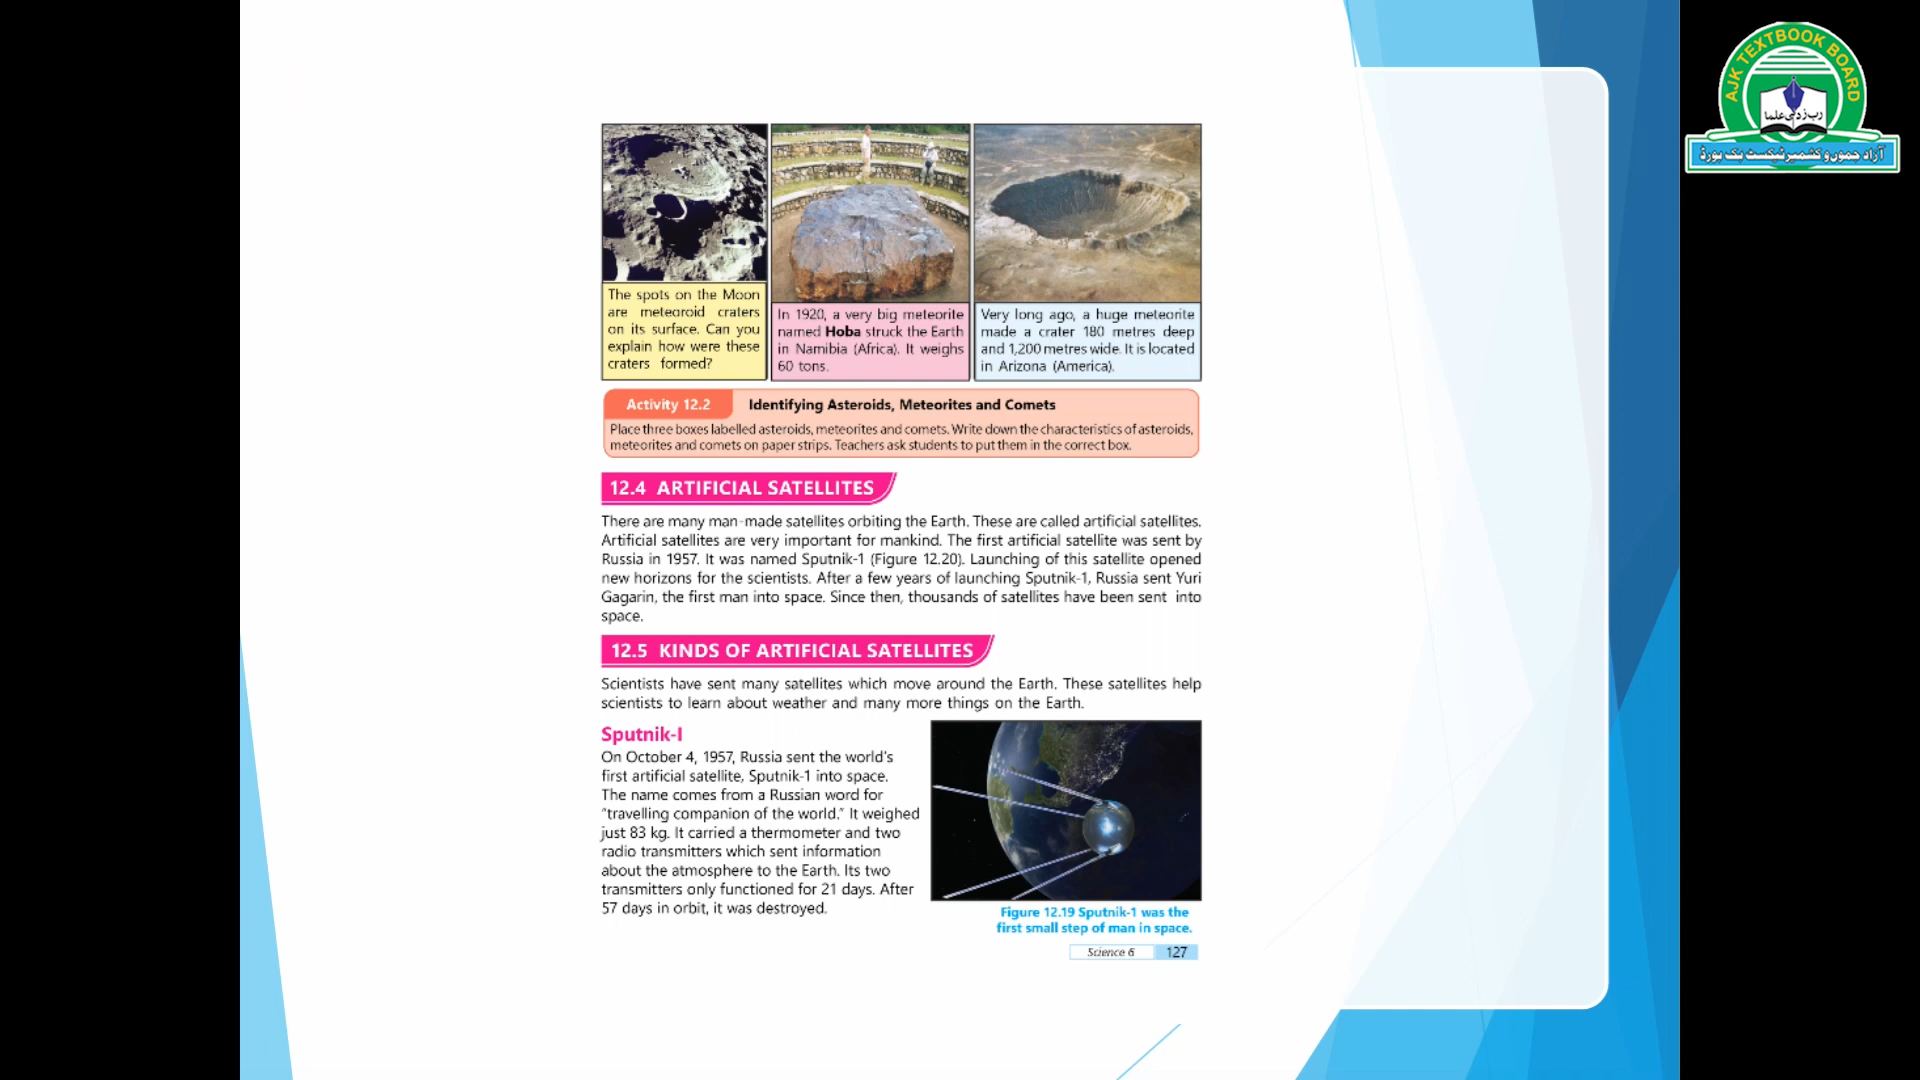 AJK TEXTBOOK BOARD
آزاد جموں و کشمیر ٹیکسٹ بک بورڈ
The spots on the Moon
are meteoroid craters
on its surface. Can you
explain how were these
craters formed?
In 1920, a very big meteorite
named Hoba struck the Earth
in Namibia (Africa). It weighs
60 tons.
Very long ago, a huge meteorite
made a crater 180 metres deep
and 1,200 metres wide. It is located
in Arizona (America).
Activity 12.2 Identifying Asteroids, Meteorites and Comets
Place three boxes labelled asteroids, meteorites and comets. Write down the characteristics of asteroids,
meteorites and comets on paper strips. Teachers ask students to put them in the correct box.
12.4 ARTIFICIAL SATELLITES
There are many man-made satellites orbiting the Earth. These are called artificial satellites.
Artificial satellites are very important for mankind. The first artificial satellite was sent by
Russia in 1957. It was named Sputnik-1 (Figure 12.20). Launching of this satellite opened
new horizons for the scientists. After a few years of launching Sputnik-1, Russia sent Yuri
Gagarin, the first man into space. Since then, thousands of satellites have been sent into
space.
12.5 KINDS OF ARTIFICIAL SATELLITES
Scientists have sent many satellites which move around the Earth. These satellites help
scientists to learn about weather and many more things on the Earth.
Sputnik-I
On October 4, 1957, Russia sent the world's
first artificial satellite, Sputnik-1 into space.
The name comes from a Russian word for
"travelling companion of the world." It weighed
just 83 kg. It carried a thermometer and two
radio transmitters which sent information
about the atmosphere to the Earth. Its two
transmitters only functioned for 21 days. After
57 days in orbit, it was destroyed.
Figure 12.19 Sputnik-1 was the
first small step of man in space.
Science 6 127